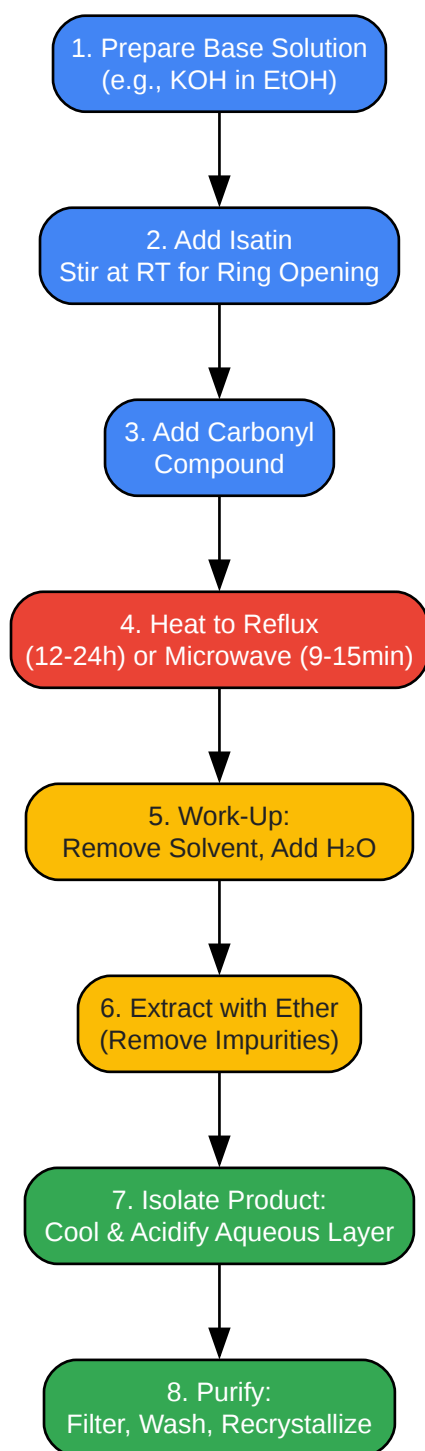 1. Prepare Base Solution
(e.g., KOH in EtOH)
2. Add Isatin
Stir at RT for Ring Opening
3. Add Carbonyl
Compound
4. Heat to Reflux
(12-24h) or Microwave (9-15min)
5. Work-Up:
Remove Solvent, Add H₂O
6. Extract with Ether
(Remove Impurities)
7. Isolate Product:
Cool & Acidify Aqueous Layer
8. Purify:
Filter, Wash, Recrystallize